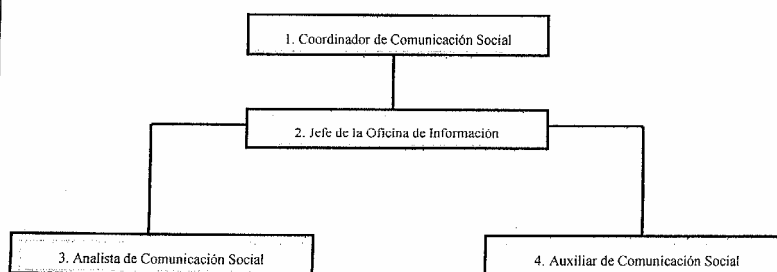 1. Coordinador de Comunicación Social
2. Jefe de la Oficina de Información
3. Analista de Comunicación Social
4. Auxiliar de Comunicación Social